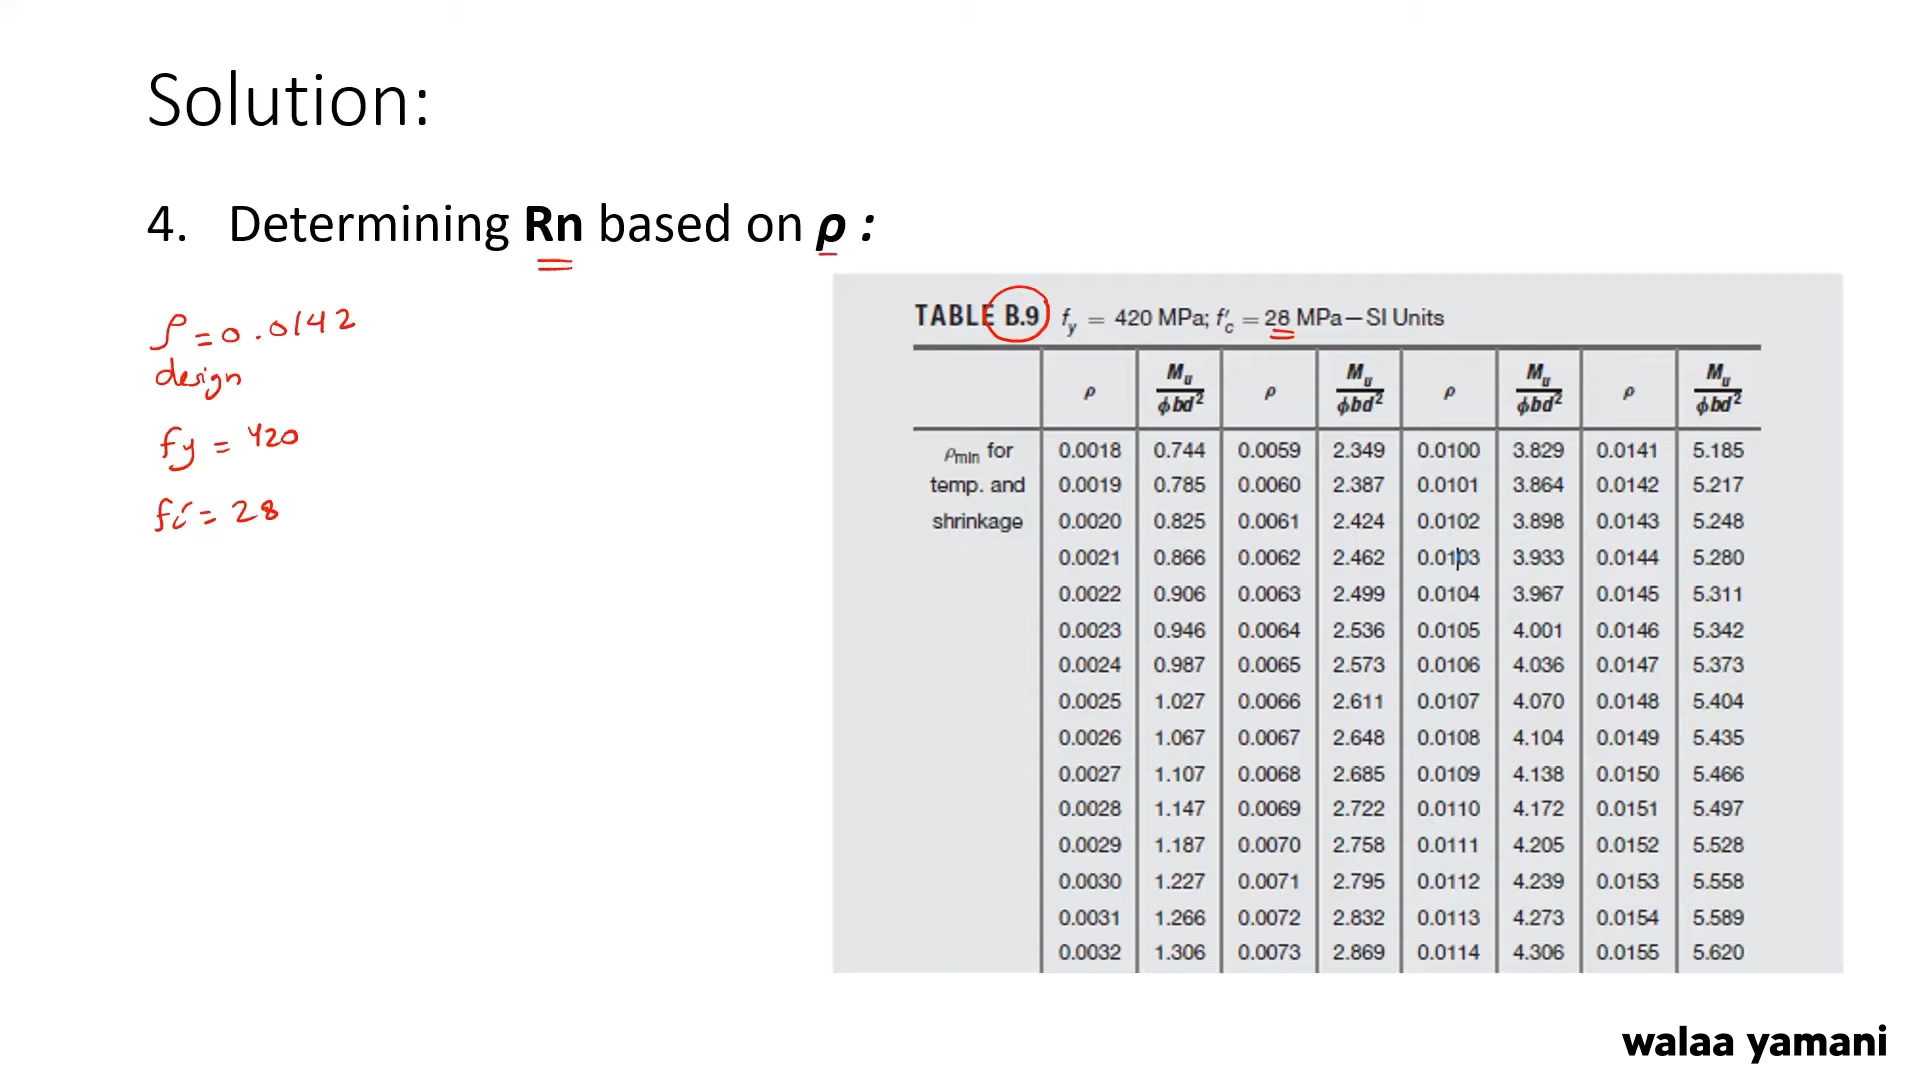 Solution:
4. Determining Rn based on ρ :
ρ = 0.0142
design
fy = 420
fc' = 28
TABLE B.9 fy = 420 MPa; f′c = 28 MPa—SI Units
ρ Mu/ϕbd² ρ Mu/ϕbd² ρ Mu/ϕbd² ρ Mu/ϕbd²
ρmin for 0.0018 0.744 0.0059 2.349 0.0100 3.829 0.0141 5.185
temp. and 0.0019 0.785 0.0060 2.387 0.0101 3.864 0.0142 5.217
shrinkage 0.0020 0.825 0.0061 2.424 0.0102 3.898 0.0143 5.248
0.0021 0.866 0.0062 2.462 0.0103 3.933 0.0144 5.280
0.0022 0.906 0.0063 2.499 0.0104 3.967 0.0145 5.311
0.0023 0.946 0.0064 2.536 0.0105 4.001 0.0146 5.342
0.0024 0.987 0.0065 2.573 0.0106 4.036 0.0147 5.373
0.0025 1.027 0.0066 2.611 0.0107 4.070 0.0148 5.404
0.0026 1.067 0.0067 2.648 0.0108 4.104 0.0149 5.435
0.0027 1.107 0.0068 2.685 0.0109 4.138 0.0150 5.466
0.0028 1.147 0.0069 2.722 0.0110 4.172 0.0151 5.497
0.0029 1.187 0.0070 2.758 0.0111 4.205 0.0152 5.528
0.0030 1.227 0.0071 2.795 0.0112 4.239 0.0153 5.558
0.0031 1.266 0.0072 2.832 0.0113 4.273 0.0154 5.589
0.0032 1.306 0.0073 2.869 0.0114 4.306 0.0155 5.620
walaa yamani